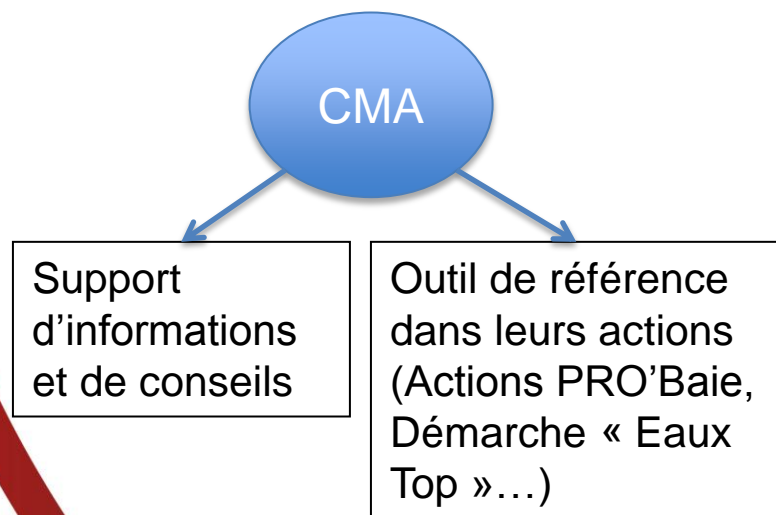 CMA
Support
d’informations
et de conseils
Outil de référence
dans leurs actions
(Actions PRO’Baie,
Démarche « Eaux
Top »…)